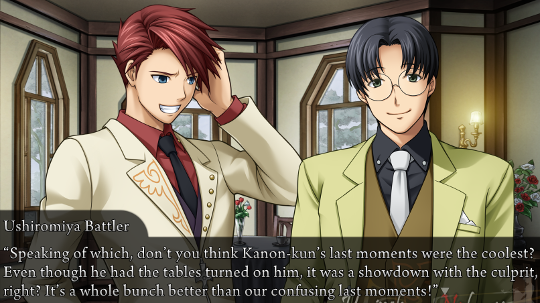 Ushiromiya Battler
“Speaking of which, don't you think Kanon-kun's last moments were the coolest?
Even though he had the tables turned on him, it was a showdown with the culprit,
right? It's a whole bunch better than our confusing last moments!”